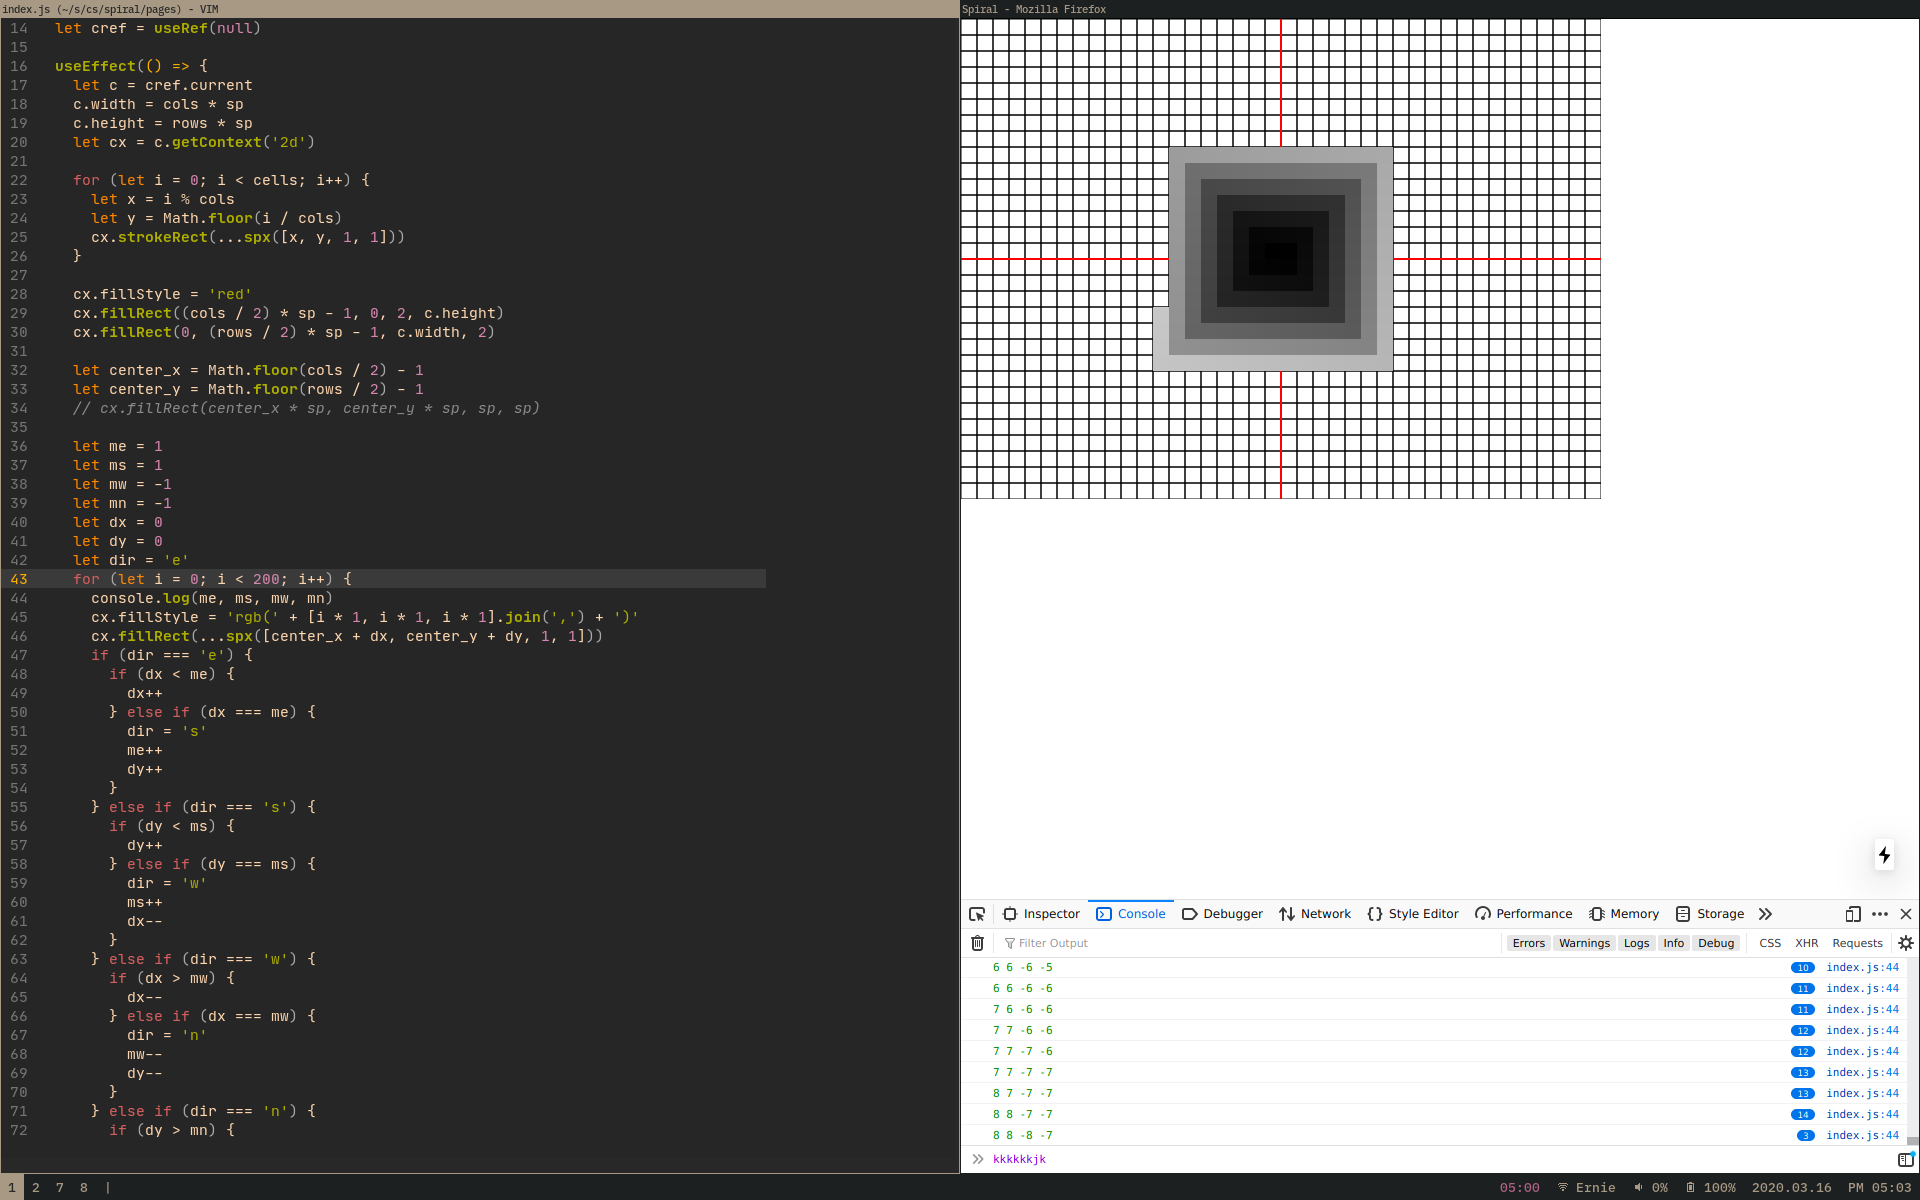 index.js (~/s/cs/spiral/pages) - VIM
14 let cref = useRef(null)
15
16 useEffect(() => {
17 let c = cref.current
18 c.width = cols * sp
19 c.height = rows * sp
20 let cx = c.getContext('2d')
21
22 for (let i = 0; i < cells; i++) {
23 let x = i % cols
24 let y = Math.floor(i / cols)
25 cx.strokeRect(...spx([x, y, 1, 1]))
26 }
27
28 cx.fillStyle = 'red'
29 cx.fillRect((cols / 2) * sp - 1, 0, 2, c.height)
30 cx.fillRect(0, (rows / 2) * sp - 1, c.width, 2)
31
32 let center_x = Math.floor(cols / 2) - 1
33 let center_y = Math.floor(rows / 2) - 1
34 // cx.fillRect(center_x * sp, center_y * sp, sp, sp)
35
36 let me = 1
37 let ms = 1
38 let mw = -1
39 let mn = -1
40 let dx = 0
41 let dy = 0
42 let dir = 'e'
43 for (let i = 0; i < 200; i++) {
44 console.log(me, ms, mw, mn)
45 cx.fillStyle = 'rgb(' + [i * 1, i * 1, i * 1].join(',') + ')'
46 cx.fillRect(...spx([center_x + dx, center_y + dy, 1, 1]))
47 if (dir === 'e') {
48 if (dx < me) {
49 dx++
50 } else if (dx === me) {
51 dir = 's'
52 me++
53 dy++
54 }
55 } else if (dir === 's') {
56 if (dy < ms) {
57 dy++
58 } else if (dy === ms) {
59 dir = 'w'
60 ms++
61 dx--
62 }
63 } else if (dir === 'w') {
64 if (dx > mw) {
65 dx--
66 } else if (dx === mw) {
67 dir = 'n'
68 mw--
69 dy--
70 }
71 } else if (dir === 'n') {
72 if (dy > mn) {
Spiral - Mozilla Firefox
Inspector Console Debugger Network Style Editor Performance Memory Storage
Filter Output Errors Warnings Logs Info Debug CSS XHR Requests
6 6 -6 -5 10 index.js:44
6 6 -6 -6 11 index.js:44
7 6 -6 -6 11 index.js:44
7 7 -6 -6 12 index.js:44
7 7 -7 -6 12 index.js:44
7 7 -7 -7 13 index.js:44
8 7 -7 -7 13 index.js:44
8 8 -7 -7 14 index.js:44
8 8 -8 -7 3 index.js:44
kkkkkkjk
1 2 7 8 | 05:00 Ernie 0% 100% 2020.03.16 PM 05:03